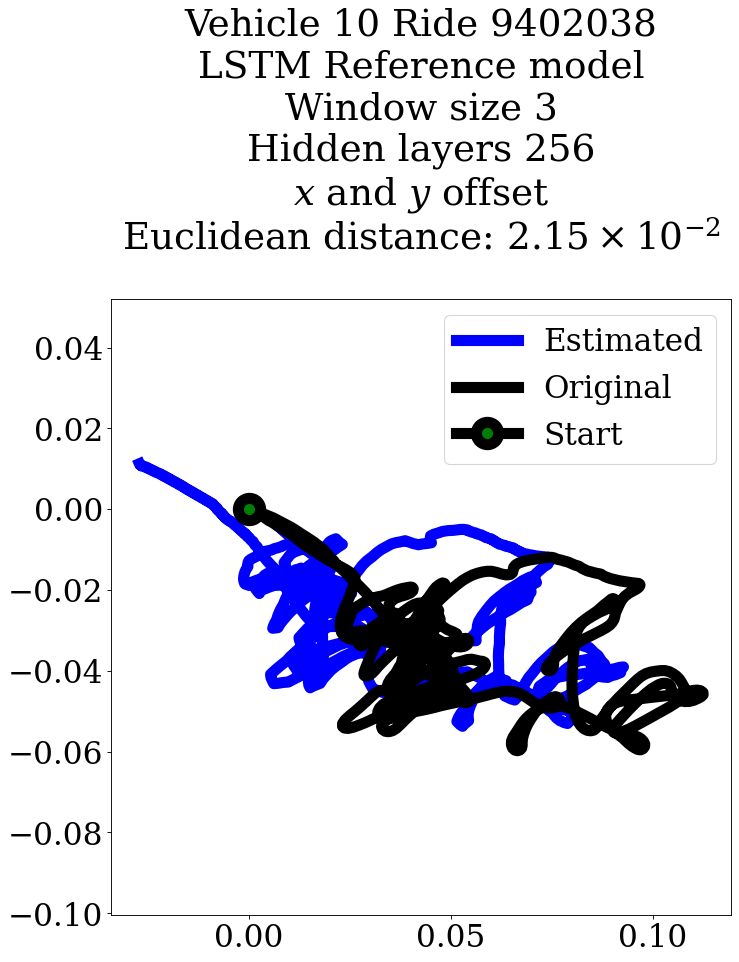 Vehicle 10 Ride 9402038
LSTM Reference model
Window size 3
Hidden layers 256
x and y offset
Euclidean distance: 2.15 × 10⁻²
Estimated
Original
Start
0.04
0.02
0.00
−0.02
−0.04
−0.06
−0.08
−0.10
0.00 0.05 0.10